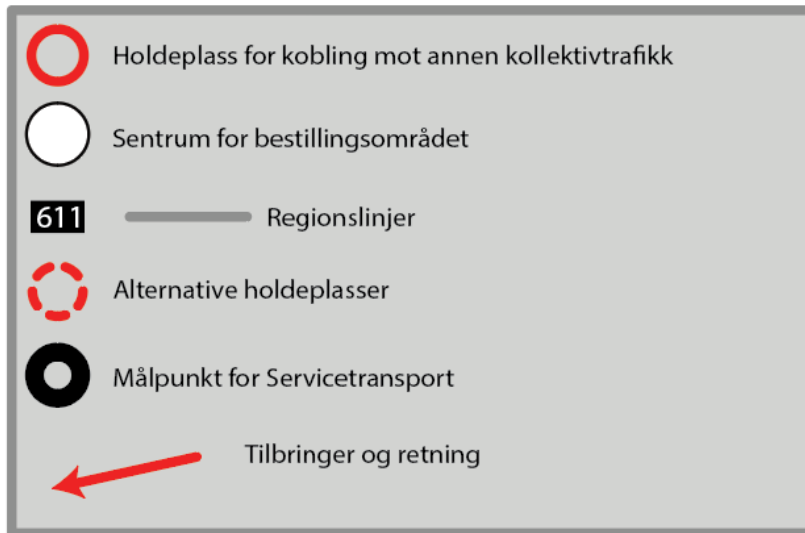 Holdeplass for kobling mot annen kollektivtrafikk
Sentrum for bestillingsområdet
611 Regionslinjer
Alternative holdeplasser
Målpunkt for Servicetransport
Tilbringer og retning